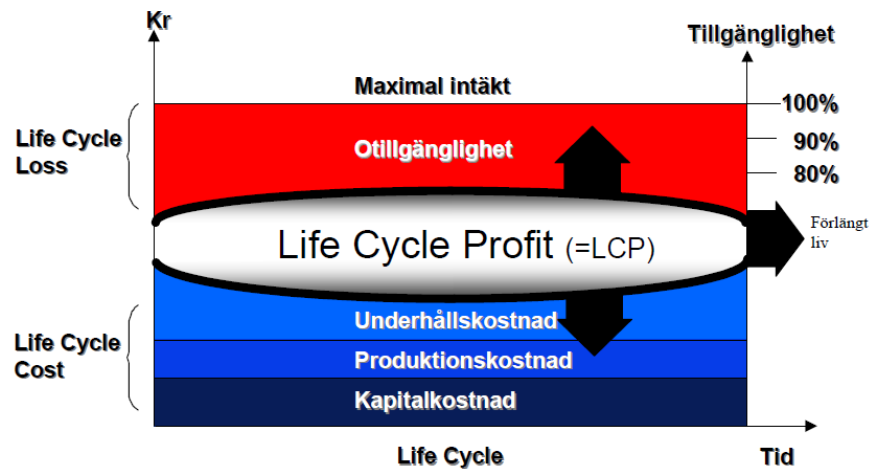 Kr
Tillgänglighet
Maximal intäkt
100%
Life Cycle
Loss
Otillgänglighet
90%
80%
Life Cycle Profit (=LCP)
Förlängt
liv
Underhållskostnad
Life Cycle
Cost
Produktionskostnad
Kapitalkostnad
Life Cycle
Tid